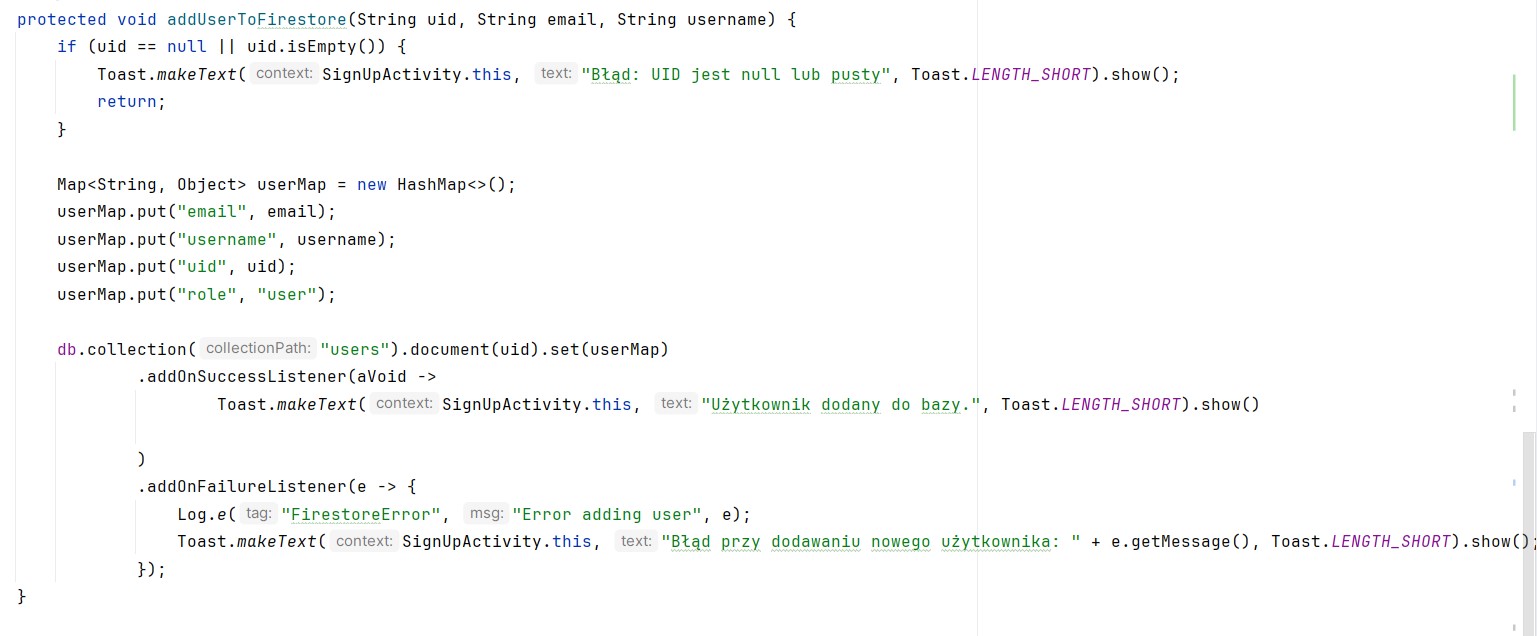 protected void addUserToFirestore(String uid, String email, String username) {
    if (uid == null || uid.isEmpty()) {
        Toast.makeText( context: SignUpActivity.this,  text: "Błąd: UID jest null lub pusty", Toast.LENGTH_SHORT).show();
        return;
    }
    Map<String, Object> userMap = new HashMap<>();
    userMap.put("email", email);
    userMap.put("username", username);
    userMap.put("uid", uid);
    userMap.put("role", "user");
    db.collection( collectionPath: "users").document(uid).set(userMap)
            .addOnSuccessListener(aVoid ->
                    Toast.makeText( context: SignUpActivity.this,  text: "Użytkownik dodany do bazy.", Toast.LENGTH_SHORT).show()
            )
            .addOnFailureListener(e -> {
                Log.e( tag: "FirestoreError",  msg: "Error adding user", e);
                Toast.makeText( context: SignUpActivity.this,  text: "Błąd przy dodawaniu nowego użytkownika: " + e.getMessage(), Toast.LENGTH_SHORT).show();
            });
}